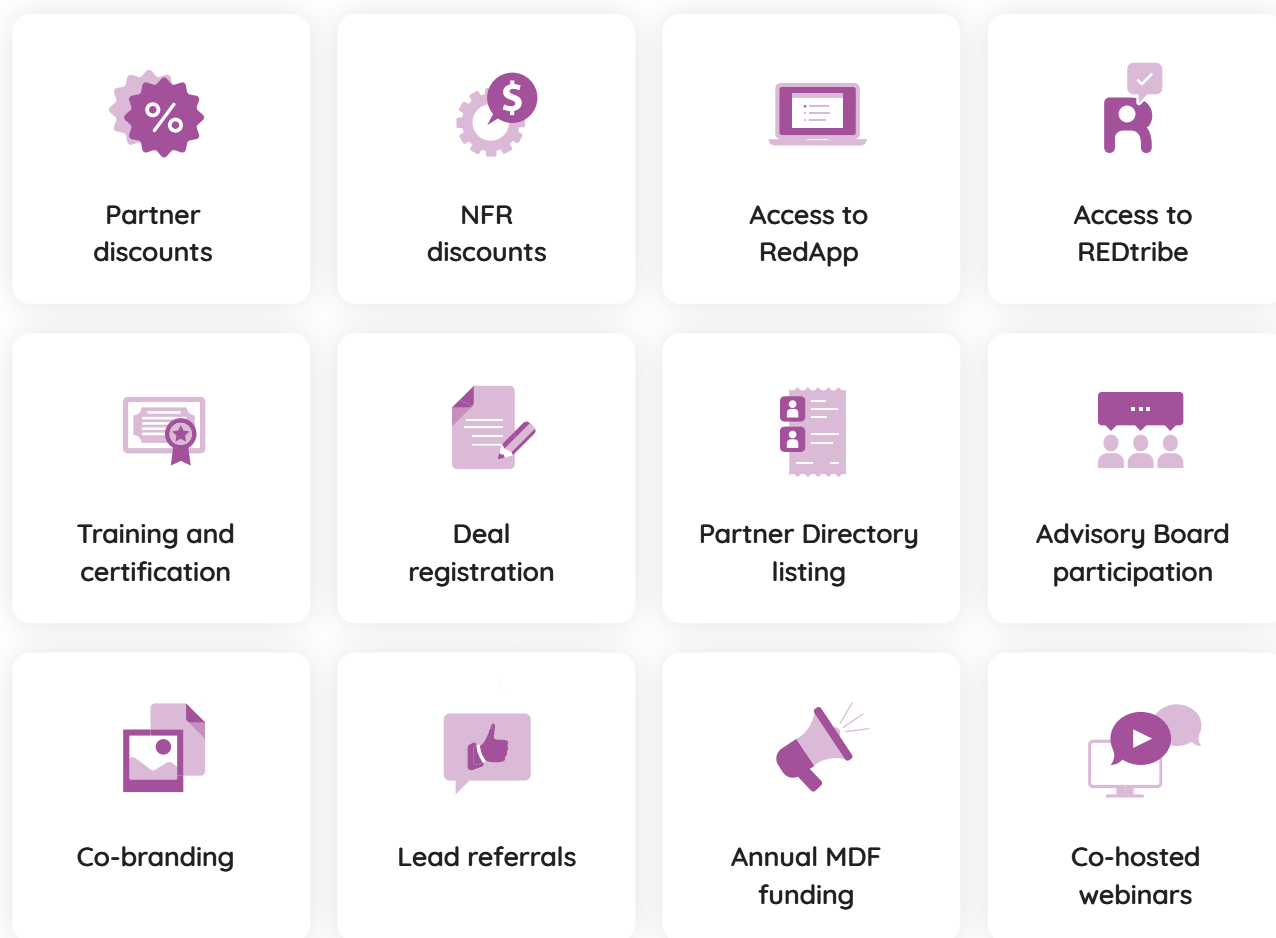 Partner
discounts
NFR
discounts
Access to
RedApp
Access to
REDtribe
Training and
certification
Deal
registration
Partner Directory
listing
Advisory Board
participation
Co-branding
Lead referrals
Annual MDF
funding
Co-hosted
webinars